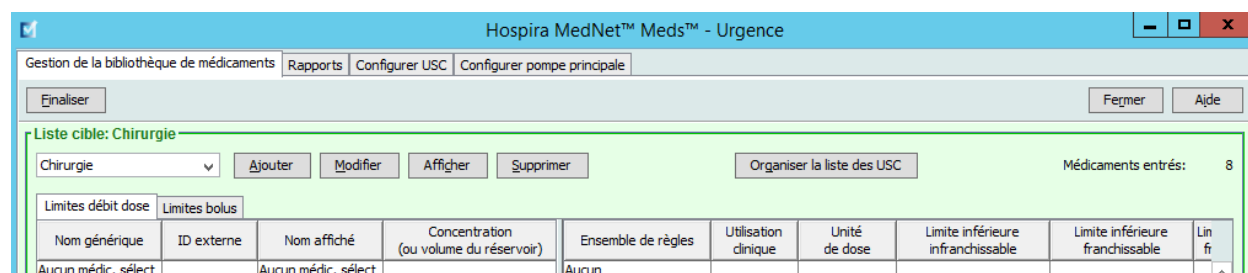 Hospira MedNet™ Meds™ - Urgence
Gestion de la bibliothèque de médicaments Rapports Configurer USC Configurer pompe principale
Finaliser Fermer Aide
Liste cible: Chirurgie
Chirurgie Ajouter Modifier Afficher Supprimer Organiser la liste des USC Médicaments entrés: 8
Limites débit dose Limites bolus
Nom générique ID externe Nom affiché Concentration (ou volume du réservoir) Ensemble de règles Utilisation clinique Unité de dose Limite inférieure infranchissable Limite inférieure franchissable
Aucun médic. sélect Aucun médic. sélect Aucun